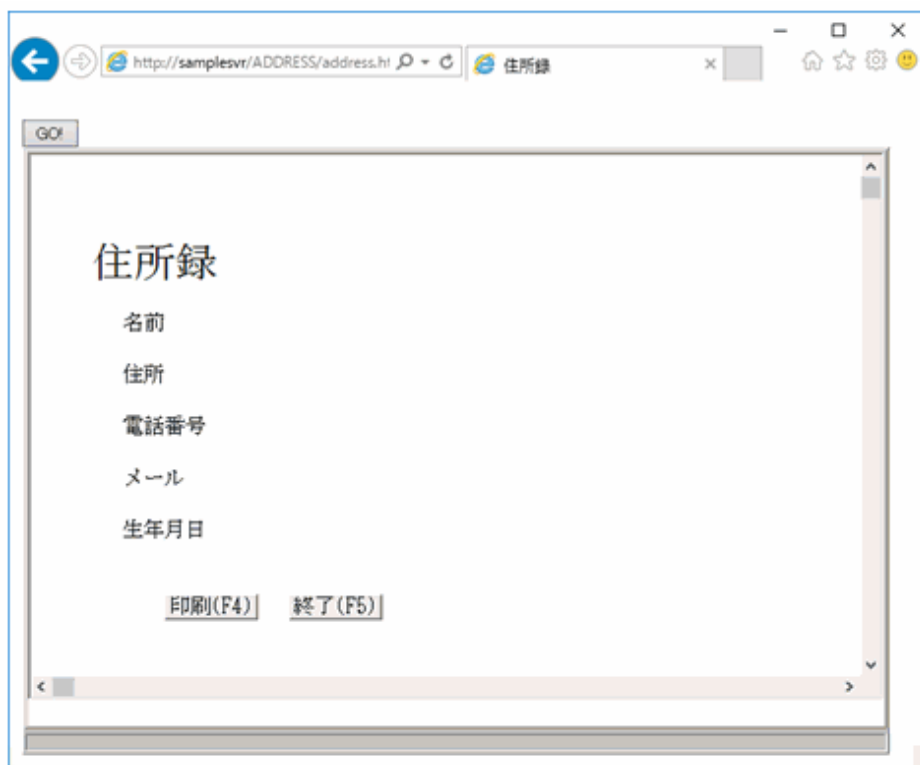 http://samplesvr/ADDRESS/address.ht
住所録
GO!
住所録
名前
住所
電話番号
メール
生年月日
印刷(F4) 終了(F5)